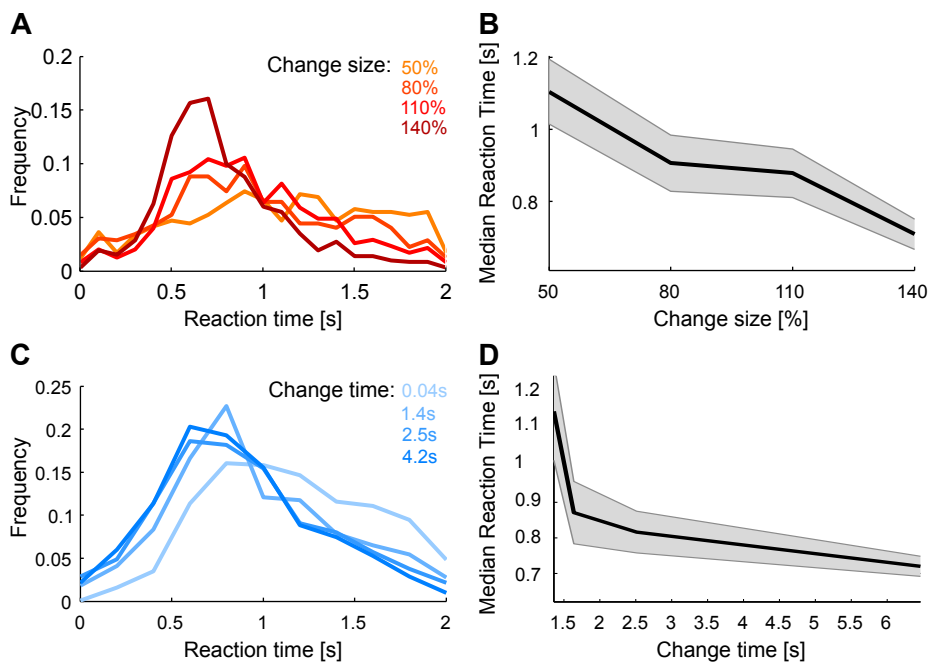 A
Change size: 50%
80%
110%
140%
0.2
0.15
0.1
0.05
0
Frequency
0 0.5 1 1.5 2
Reaction time [s]
B
1.2
1
0.8
Median Reaction Time [s]
50 80 110 140
Change size [%]
C
Change time: 0.04s
1.4s
2.5s
4.2s
0.25
0.2
0.15
0.1
0.05
0
Frequency
0 0.5 1 1.5 2
Reaction time [s]
D
1.2
1.1
1
0.9
0.8
0.7
Median Reaction Time [s]
1.5 2 2.5 3 3.5 4 4.5 5 5.5 6
Change time [s]